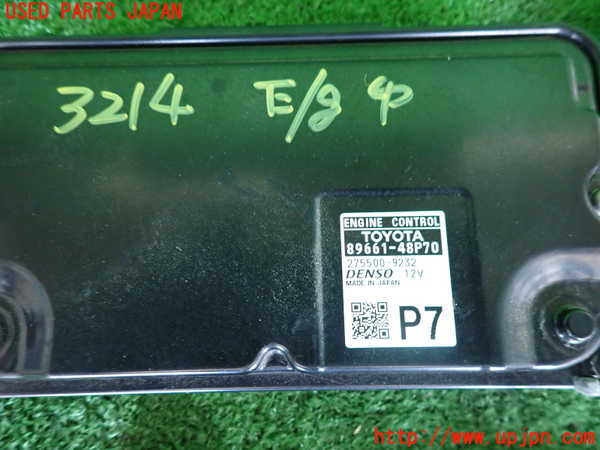 USED PARTS JAPAN
3214 E/g
ENGINE CONTROL
TOYOTA
89661-48P70
275500-9232
DENSO 12V
MADE IN JAPAN
P7
http://www.upjpn.com/